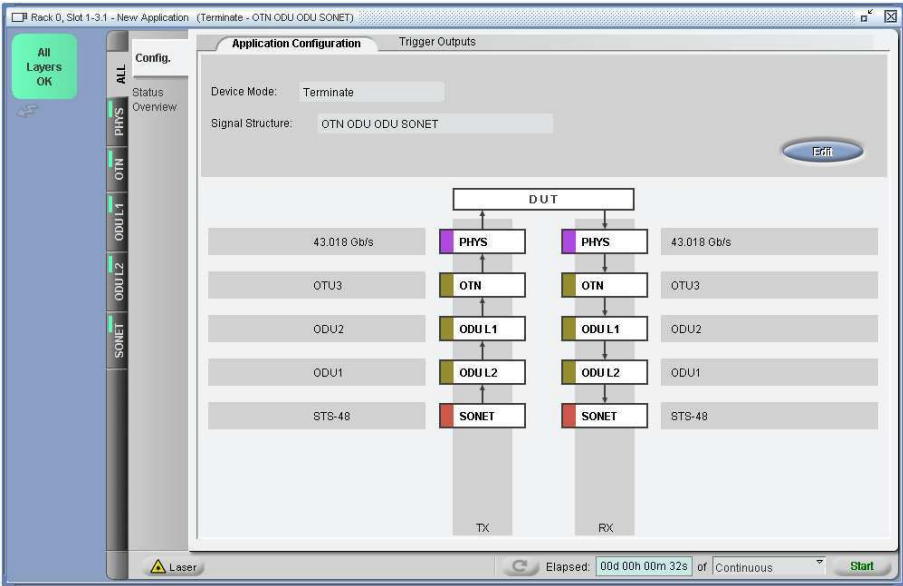 Rack 0, Slot 1-3.1 - New Application (Terminate - OTN ODU ODU SONET)
All
Layers
OK
ALL
PHYS
OTN
ODU L1
ODU L2
SONET
Config.
Status
Overview
Application Configuration
Trigger Outputs
Device Mode: Terminate
Signal Structure: OTN ODU ODU SONET
Edit
DUT
43.018 Gb/s PHYS PHYS 43.018 Gb/s
OTU3 OTN OTN OTU3
ODU2 ODU L1 ODU L1 ODU2
ODU1 ODU L2 ODU L2 ODU1
STS-48 SONET SONET STS-48
TX RX
Laser
Elapsed: 00d 00h 00m 32s of Continuous
Start